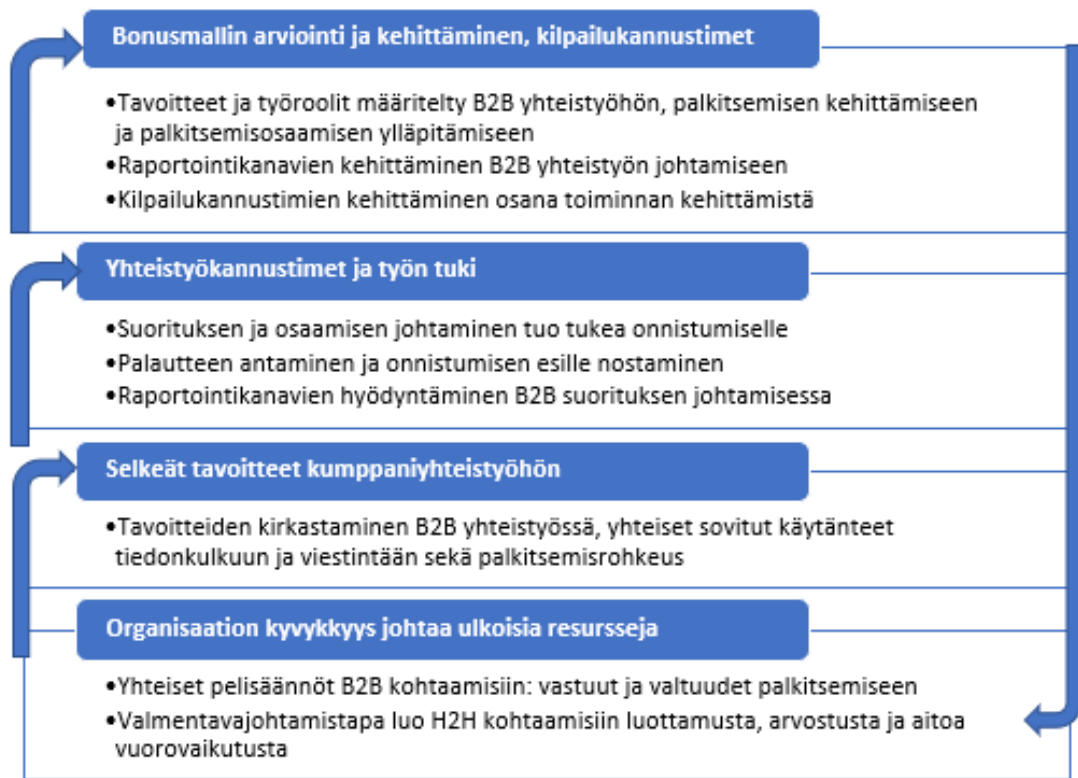 Bonusmallin arviointi ja kehittäminen, kilpailukannustimet
•Tavoitteet ja työroolit määritelty B2B yhteistyöhön, palkitsemisen kehittämiseen
ja palkitsemisosaamisen ylläpitämiseen
•Raportointikanavien kehittäminen B2B yhteistyön johtamiseen
•Kilpailukannustimien kehittäminen osana toiminnan kehittämistä
Yhteistyökannustimet ja työn tuki
•Suorituksen ja osaamisen johtaminen tuo tukea onnistumiselle
•Palautteen antaminen ja onnistumisen esille nostaminen
•Raportointikanavien hyödyntäminen B2B suorituksen johtamisessa
Selkeät tavoitteet kumppaniyhteistyöhön
•Tavoitteiden kirkastaminen B2B yhteistyössä, yhteiset sovitut käytänteet
tiedonkulkuun ja viestintään sekä palkitsemisrohkeus
Organisaation kyvykkyys johtaa ulkoisia resursseja
•Yhteiset pelisäännöt B2B kohtaamisiin: vastuut ja valtuudet palkitsemiseen
•Valmentavajohtamistapa luo H2H kohtaamisiin luottamusta, arvostusta ja aitoa
vuorovaikutusta